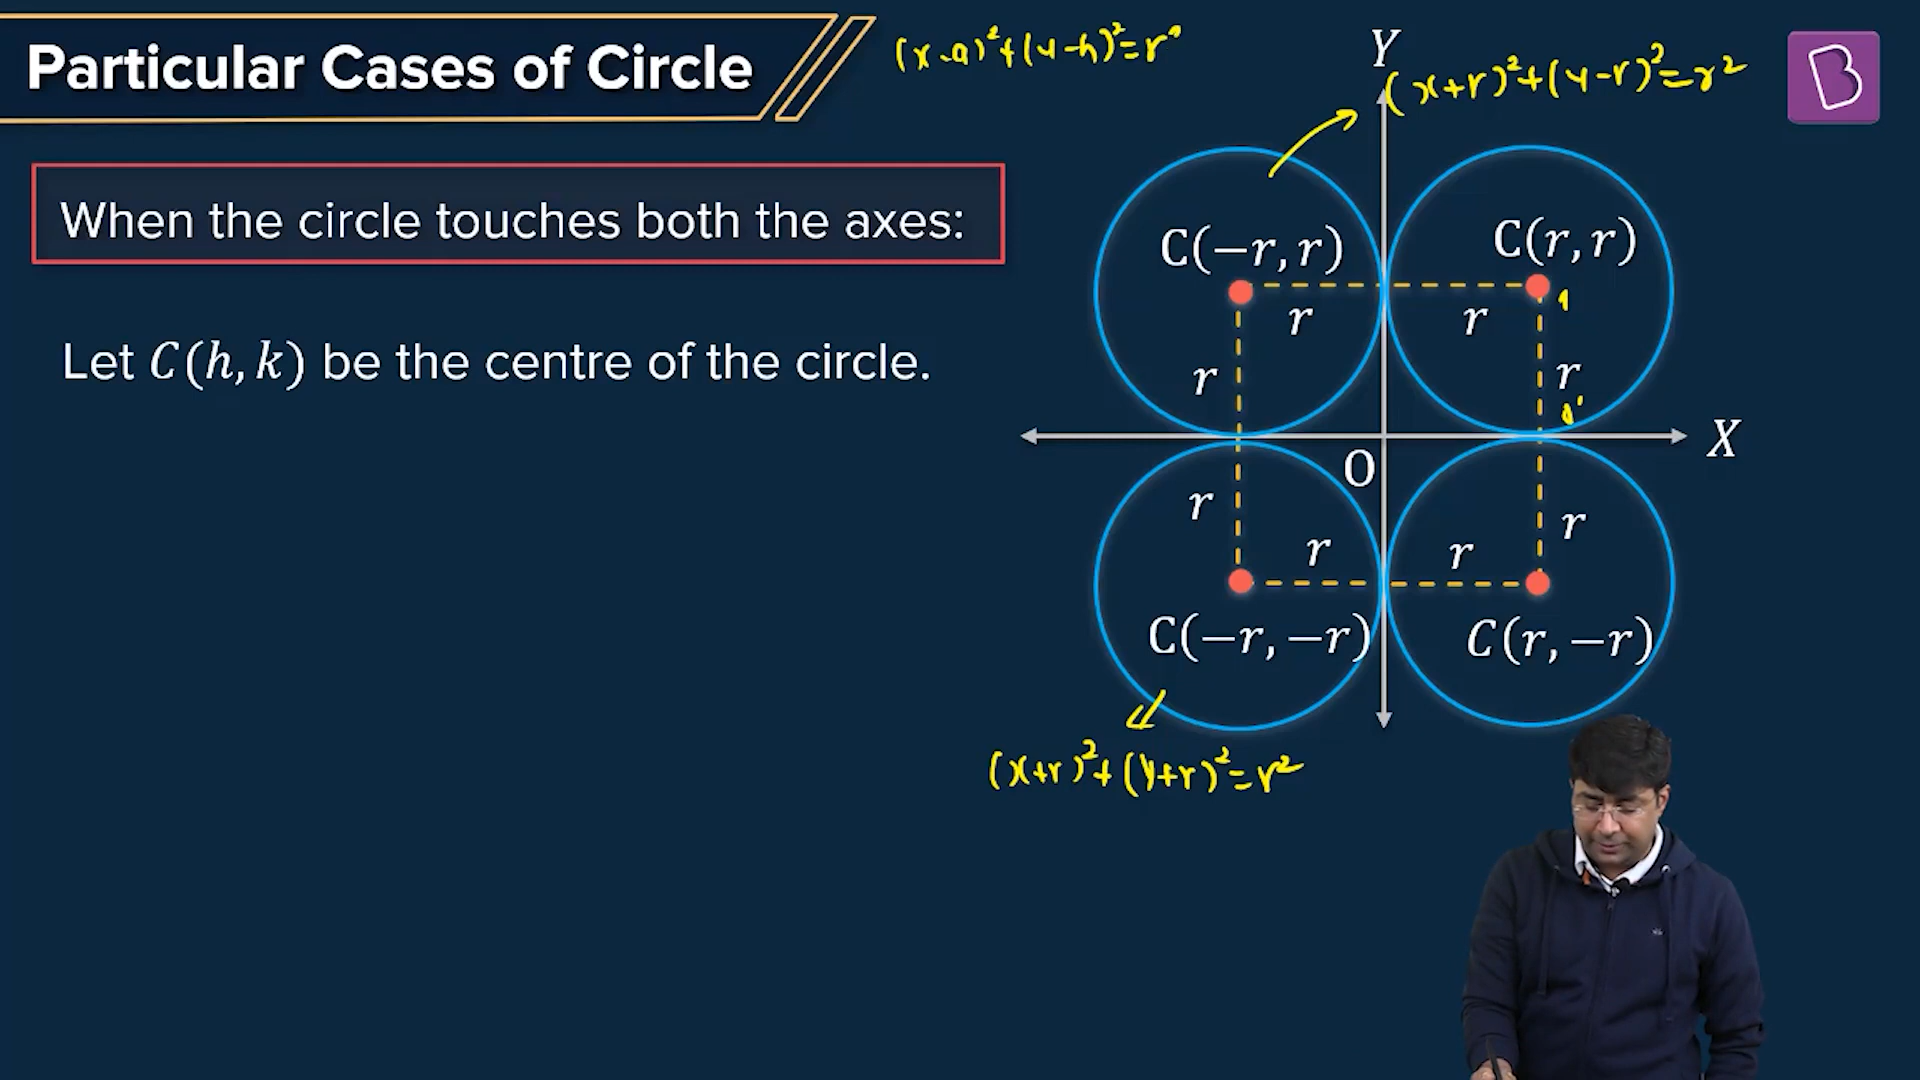 Particular Cases of Circle
(x-a)²+(y-h)²=r²
Y
(x+r)²+(y-r)²=r²
B
When the circle touches both the axes:
C(−r, r)
C(r, r)
r
r
Let C(h, k) be the centre of the circle.
r
r
X
O
r
r
r
r
C(−r, −r)
C(r, −r)
(x+r)²+(y+r)²=r²